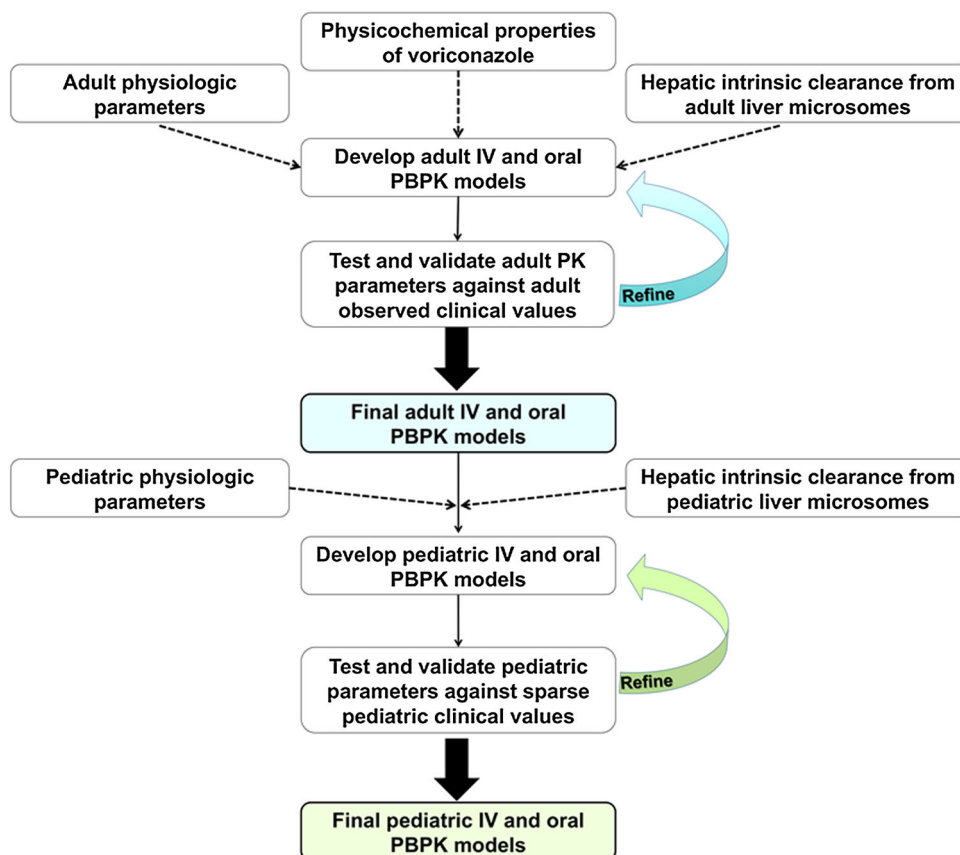 Physicochemical properties
of voriconazole
Adult physiologic
parameters
Hepatic intrinsic clearance from
adult liver microsomes
Develop adult IV and oral
PBPK models
Test and validate adult PK
parameters against adult
observed clinical values
Refine
Final adult IV and oral
PBPK models
Pediatric physiologic
parameters
Hepatic intrinsic clearance from
pediatric liver microsomes
Develop pediatric IV and oral
PBPK models
Test and validate pediatric
parameters against sparse
pediatric clinical values
Refine
Final pediatric IV and oral
PBPK models